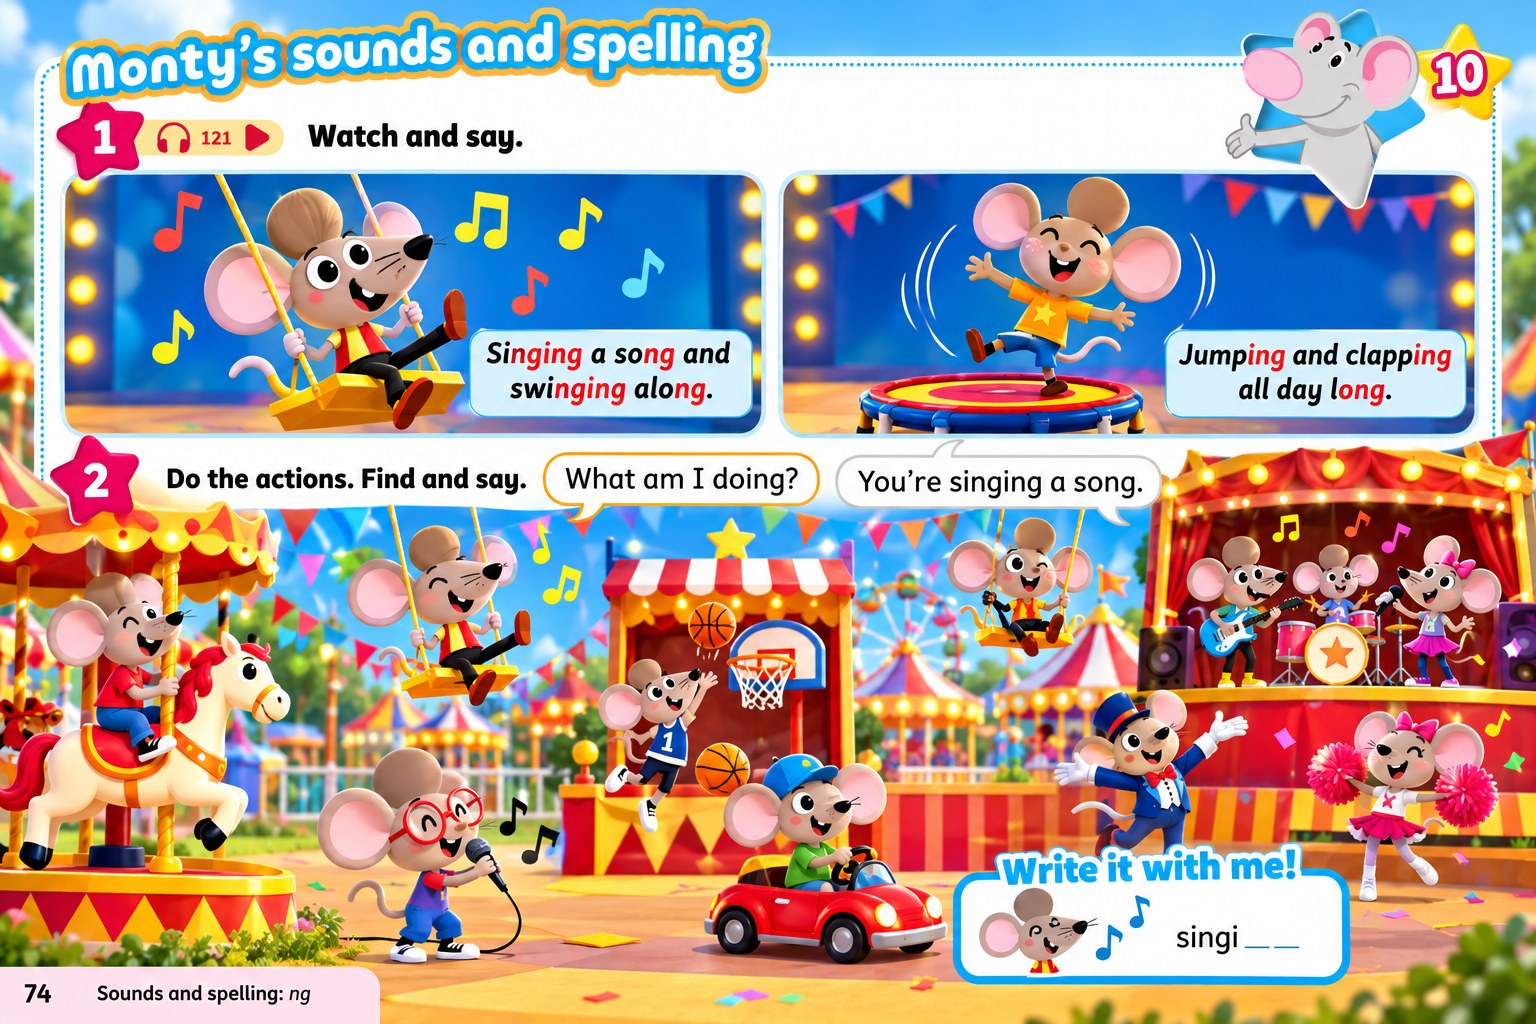 Monty's sounds and spelling
10
1
121
Watch and say.
Singing a song and
swinging along.
Jumping and clapping
all day long.
2
Do the actions. Find and say.
What am I doing?
You're singing a song.
1
Write it with me!
singi _ _
74
Sounds and spelling: ng